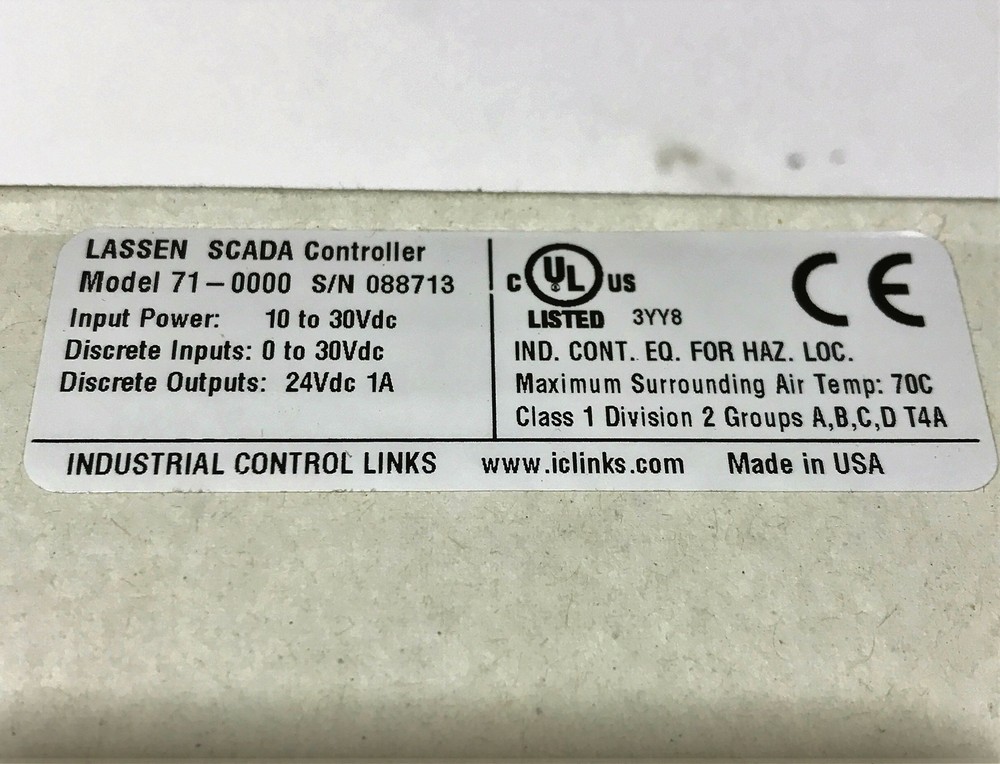 LASSEN SCADA Controller
Model 71-0000 S/N 088713
Input Power: 10 to 30Vdc
Discrete Inputs: 0 to 30Vdc
Discrete Outputs: 24Vdc 1A
C UL US
LISTED 3YY8
CE
IND. CONT. EQ. FOR HAZ. LOC.
Maximum Surrounding Air Temp: 70C
Class 1 Division 2 Groups A,B,C,D T4A
INDUSTRIAL CONTROL LINKS www.iclinks.com Made in USA